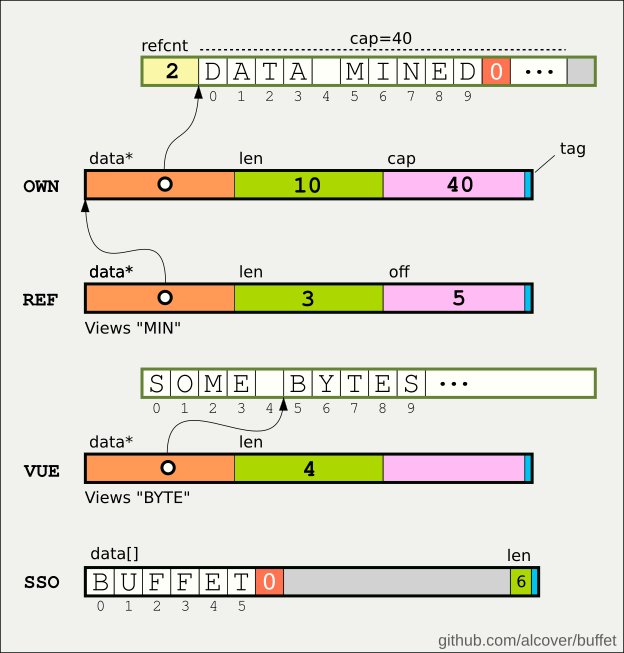 refcnt cap=40
2 D A T A M I N E D 0 ...
0 1 2 3 4 5 6 7 8 9
data* len cap tag
OWN 10 40
data* len off
REF 3 5
Views "MIN"
S O M E B Y T E S ...
0 1 2 3 4 5 6 7 8 9
data* len
VUE 4
Views "BYTE"
data[] len
SSO B U F F E T 0 6
0 1 2 3 4 5
github.com/alcover/buffet